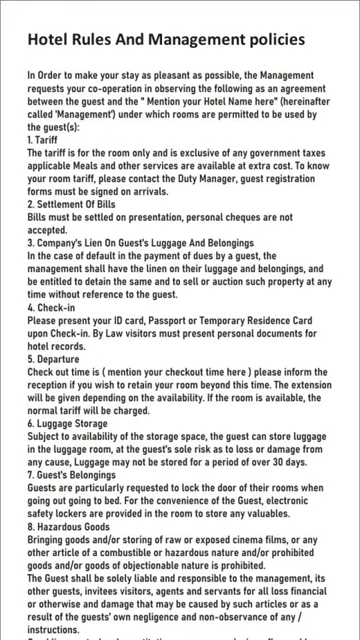 Hotel Rules And Management policies
In Order to make your stay as pleasant as possible, the Management
requests your co-operation in observing the following as an agreement
between the guest and the " Mention your Hotel Name here" (hereinafter
called 'Management') under which rooms are permitted to be used by
the guest(s):
1. Tariff
The tariff is for the room only and is exclusive of any government taxes
applicable Meals and other services are available at extra cost. To know
your room tariff, please contact the Duty Manager, guest registration
forms must be signed on arrivals.
2. Settlement Of Bills
Bills must be settled on presentation, personal cheques are not
accepted.
3. Company's Lien On Guest's Luggage And Belongings
In the case of default in the payment of dues by a guest, the
management shall have the linen on their luggage and belongings, and
be entitled to detain the same and to sell or auction such property at any
time without reference to the guest.
4. Check-in
Please present your ID card, Passport or Temporary Residence Card
upon Check-in. By Law visitors must present personal documents for
hotel records.
5. Departure
Check out time is ( mention your checkout time here ) please inform the
reception if you wish to retain your room beyond this time. The extension
will be given depending on the availability. If the room is available, the
normal tariff will be charged.
6. Luggage Storage
Subject to availability of the storage space, the guest can store luggage
in the luggage room, at the guest's sole risk as to loss or damage from
any cause, Luggage may not be stored for a period of over 30 days.
7. Guest's Belongings
Guests are particularly requested to lock the door of their rooms when
going out going to bed. For the convenience of the Guest, electronic
safety lockers are provided in the room to store any valuables.
8. Hazardous Goods
Bringing goods and/or storing of raw or exposed cinema films, or any
other article of a combustible or hazardous nature and/or prohibited
goods and/or goods of objectionable nature is prohibited.
The Guest shall be solely liable and responsible to the management, its
other guests, invitees visitors, agents and servants for all loss financial
or otherwise and damage that may be caused by such articles or as a
result of the guests' own negligence and non-observance of any /
instructions.